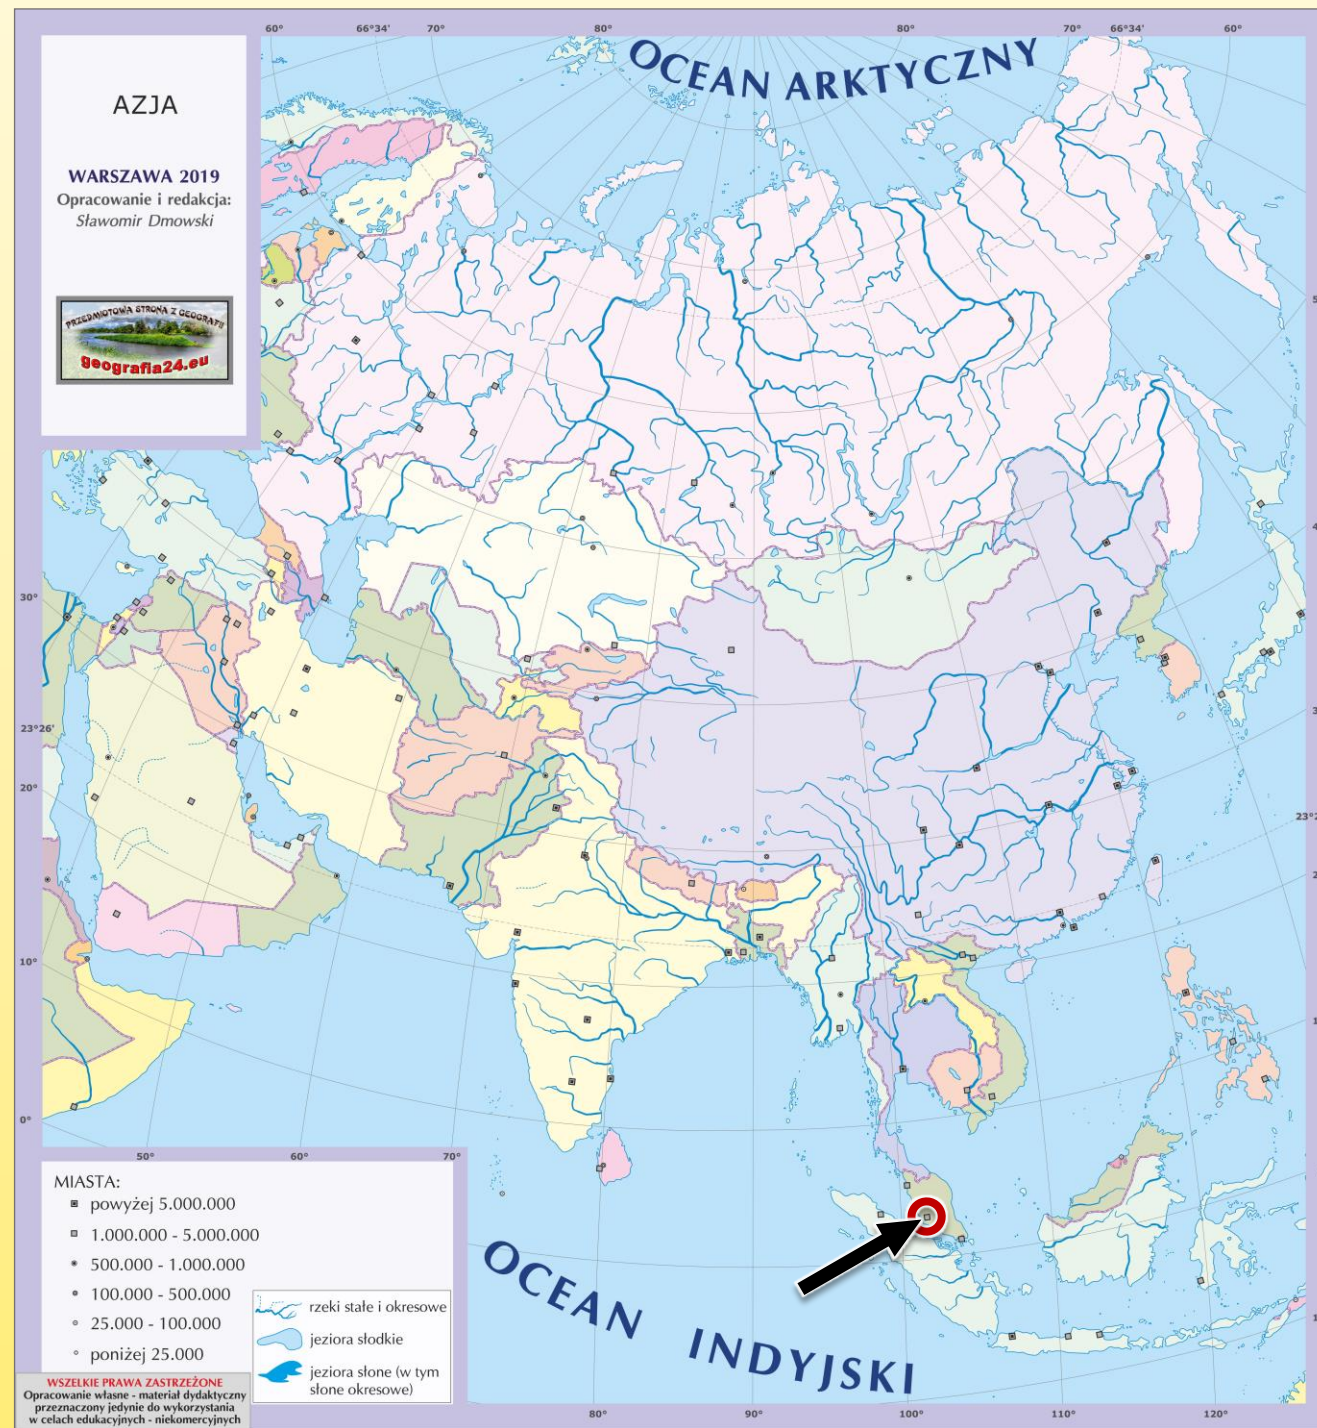 60° 66°34' 70° 80° 80° 70° 66°34' 60°
OCEAN ARKTYCZNY
AZJA
WARSZAWA 2019
Opracowanie i redakcja:
Sławomir Dmowski
PRZEDMIOTOWA STRONA Z GEOGRAFII
geografia24.eu
30°
23°26'
20°
10°
0°
50° 60° 70°
MIASTA:
powyżej 5.000.000
1.000.000 - 5.000.000
500.000 - 1.000.000
100.000 - 500.000
25.000 - 100.000
poniżej 25.000
rzeki stałe i okresowe
jeziora słodkie
jeziora słone (w tym
słone okresowe)
OCEAN INDYJSKI
WSZELKIE PRAWA ZASTRZEŻONE
Opracowanie własne - materiał dydaktyczny
przeznaczony jedynie do wykorzystania
w celach edukacyjnych - niekomercyjnych
80° 90° 100° 110° 120°